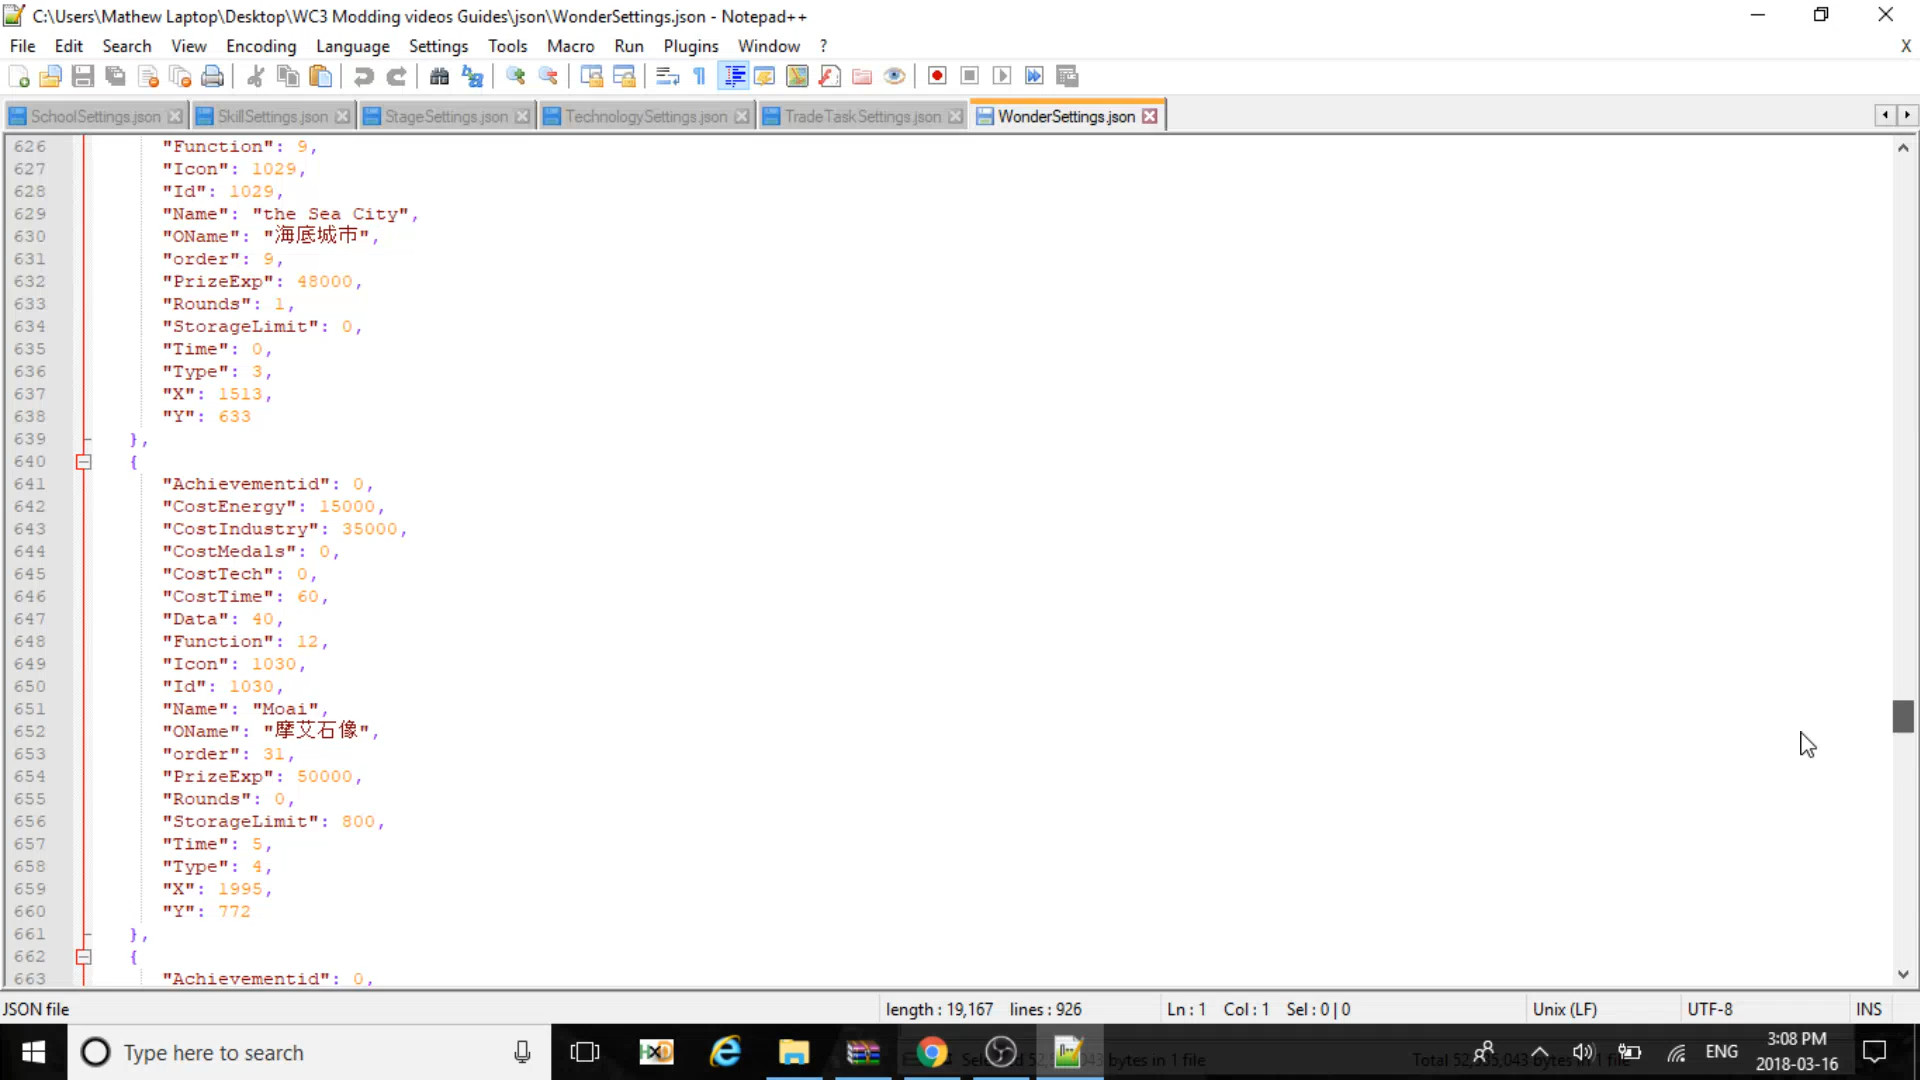 C:\Users\Mathew Laptop\Desktop\WC3 Modding videos Guides\json\WonderSettings.json - Notepad++
File Edit Search View Encoding Language Settings Tools Macro Run Plugins Window ? X
SchoolSettings.json SkillSettings.json StageSettings.json TechnologySettings.json TradeTaskSettings.json WonderSettings.json
626 "Function": 9,
627 "Icon": 1029,
628 "Id": 1029,
629 "Name": "the Sea City",
630 "OName": "海底城市",
631 "order": 9,
632 "PrizeExp": 48000,
633 "Rounds": 1,
634 "StorageLimit": 0,
635 "Time": 0,
636 "Type": 3,
637 "X": 1513,
638 "Y": 633
639 },
640 {
641 "Achievementid": 0,
642 "CostEnergy": 15000,
643 "CostIndustry": 35000,
644 "CostMedals": 0,
645 "CostTech": 0,
646 "CostTime": 60,
647 "Data": 40,
648 "Function": 12,
649 "Icon": 1030,
650 "Id": 1030,
651 "Name": "Moai",
652 "OName": "摩艾石像",
653 "order": 31,
654 "PrizeExp": 50000,
655 "Rounds": 0,
656 "StorageLimit": 800,
657 "Time": 5,
658 "Type": 4,
659 "X": 1995,
660 "Y": 772
661 },
662 {
663 "Achievementid": 0,
JSON file length : 19,167 lines : 926 Ln : 1 Col : 1 Sel : 0 | 0 Unix (LF) UTF-8 INS
Type here to search
bytes in 1 file
ENG
3:08 PM
2018-03-16